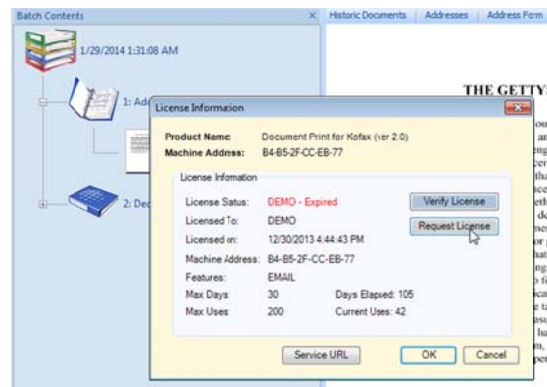 Batch Contents
Historic Documents Addresses Address Form
1/29/2014 1:31:08 AM
THE GETTY
License Information
Product Name: Document Print for Kofax (ver 2.0)
Machine Address: B4-B5-2F-CC-EB-77
License Infomation
License Satus: DEMO - Expired
Verify License
Licensed To: DEMO
Request License
Licensed on: 12/30/2013 4:44:43 PM
Machine Address: B4-B5-2F-CC-EB-77
Features: EMAIL
Max Days 30 Days Elapsed: 105
Max Uses 200 Current Uses: 42
Service URL OK Cancel
1: Ad
2: Dec